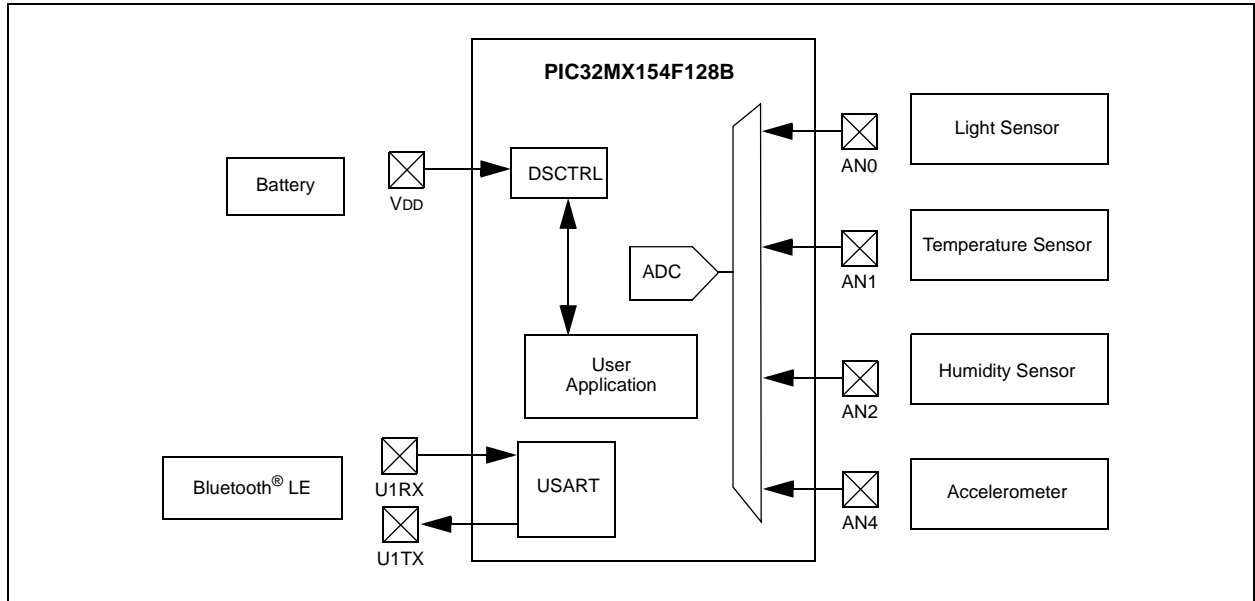 PIC32MX154F128B
Battery
VDD
DSCTRL
ADC
User
Application
Bluetooth® LE
U1RX
U1TX
USART
Light Sensor
AN0
Temperature Sensor
AN1
Humidity Sensor
AN2
Accelerometer
AN4